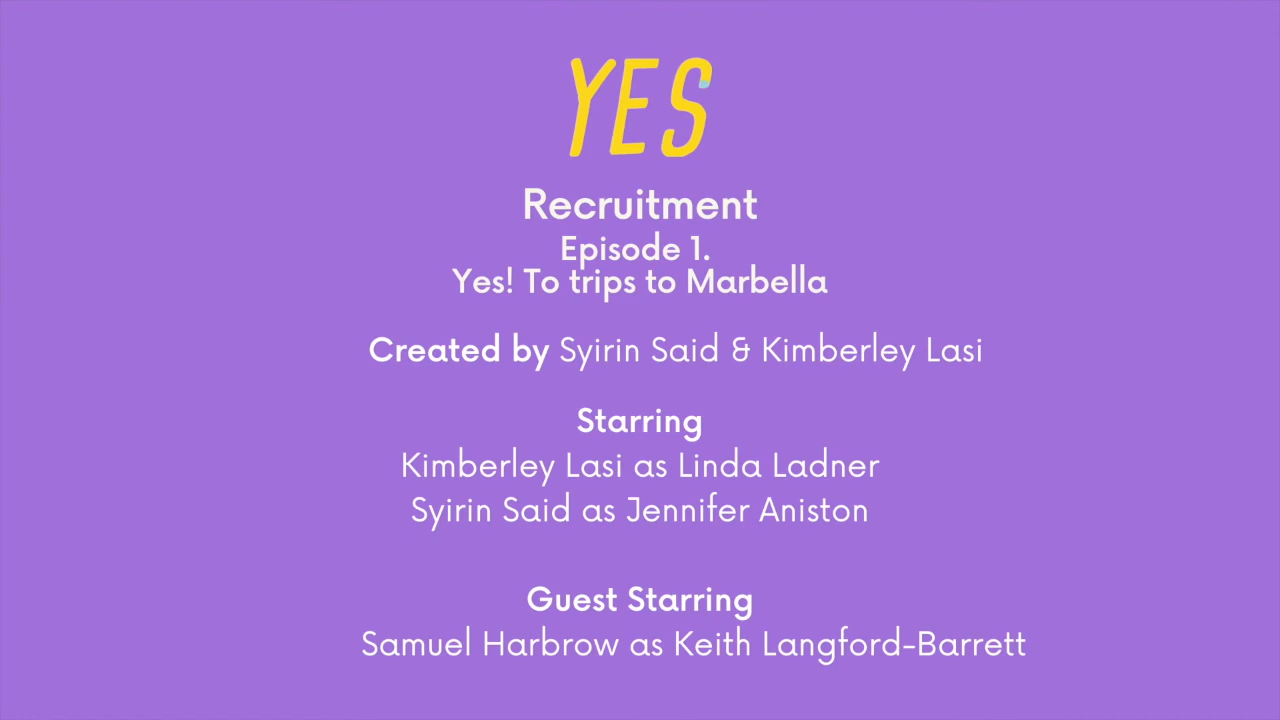 YES
Recruitment
Episode 1.
Yes! To trips to Marbella
Created by Syirin Said & Kimberley Lasi
Starring
Kimberley Lasi as Linda Ladner
Syirin Said as Jennifer Aniston
Guest Starring
Samuel Harbrow as Keith Langford-Barrett